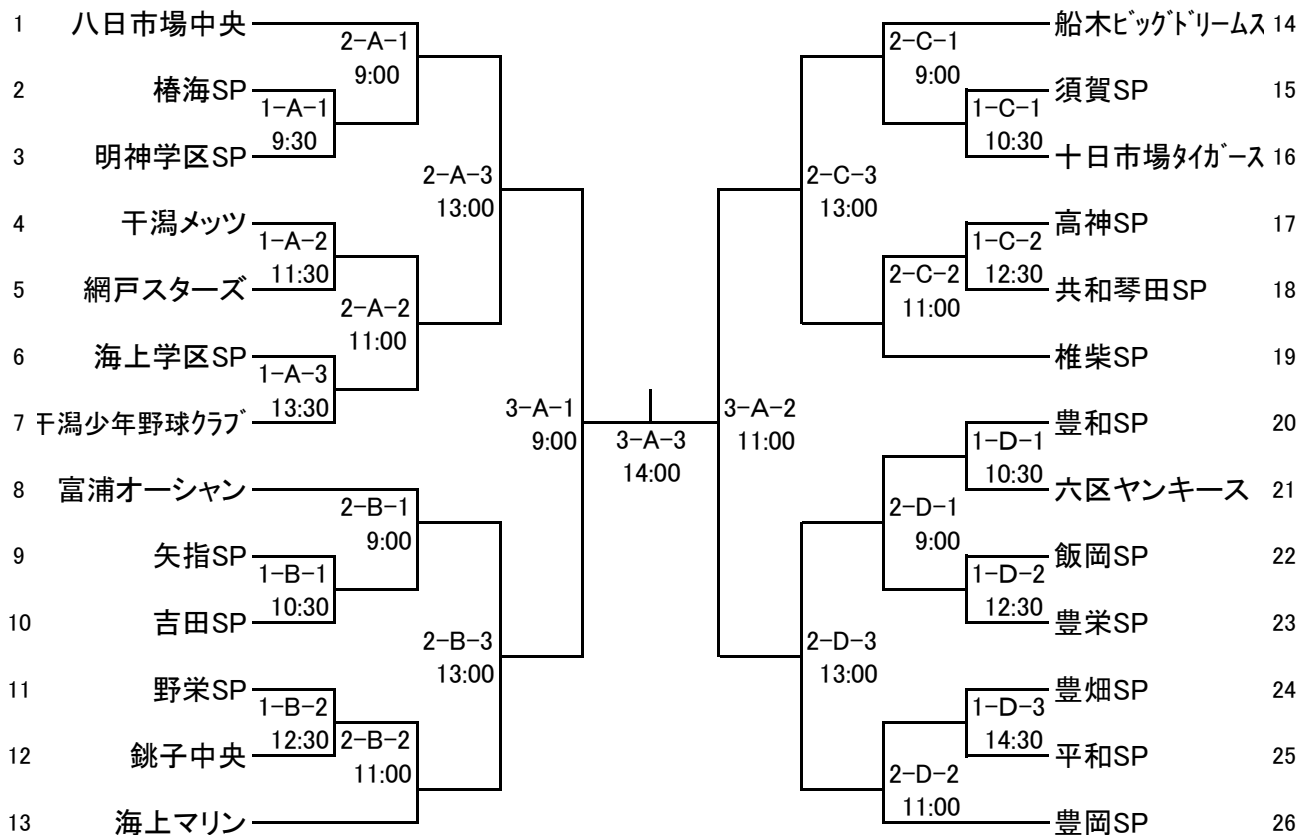 1 八日市場中央
2-A-1
9:00
2 椿海SP
1-A-1
9:30
3 明神学区SP
2-A-3
13:00
4 干潟メッツ
1-A-2
11:30
5 網戸スターズ
2-A-2
11:00
6 海上学区SP
1-A-3
13:30
7 干潟少年野球ｸﾗﾌﾞ
3-A-1
9:00
8 富浦オーシャン
2-B-1
9:00
9 矢指SP
1-B-1
10:30
10 吉田SP
2-B-3
13:00
11 野栄SP
1-B-2
12:30
12 銚子中央
2-B-2
11:00
13 海上マリン
3-A-3
14:00
船木ﾋﾞｯｸﾞﾄﾞﾘｰﾑｽ 14
2-C-1
9:00
須賀SP 15
1-C-1
10:30
十日市場ﾀｲｶﾞｰｽ 16
2-C-3
13:00
高神SP 17
1-C-2
12:30
共和琴田SP 18
2-C-2
11:00
椎柴SP 19
3-A-2
11:00
豊和SP 20
1-D-1
10:30
六区ヤンキース 21
2-D-1
9:00
飯岡SP 22
1-D-2
12:30
豊栄SP 23
2-D-3
13:00
豊畑SP 24
1-D-3
14:30
平和SP 25
2-D-2
11:00
豊岡SP 26